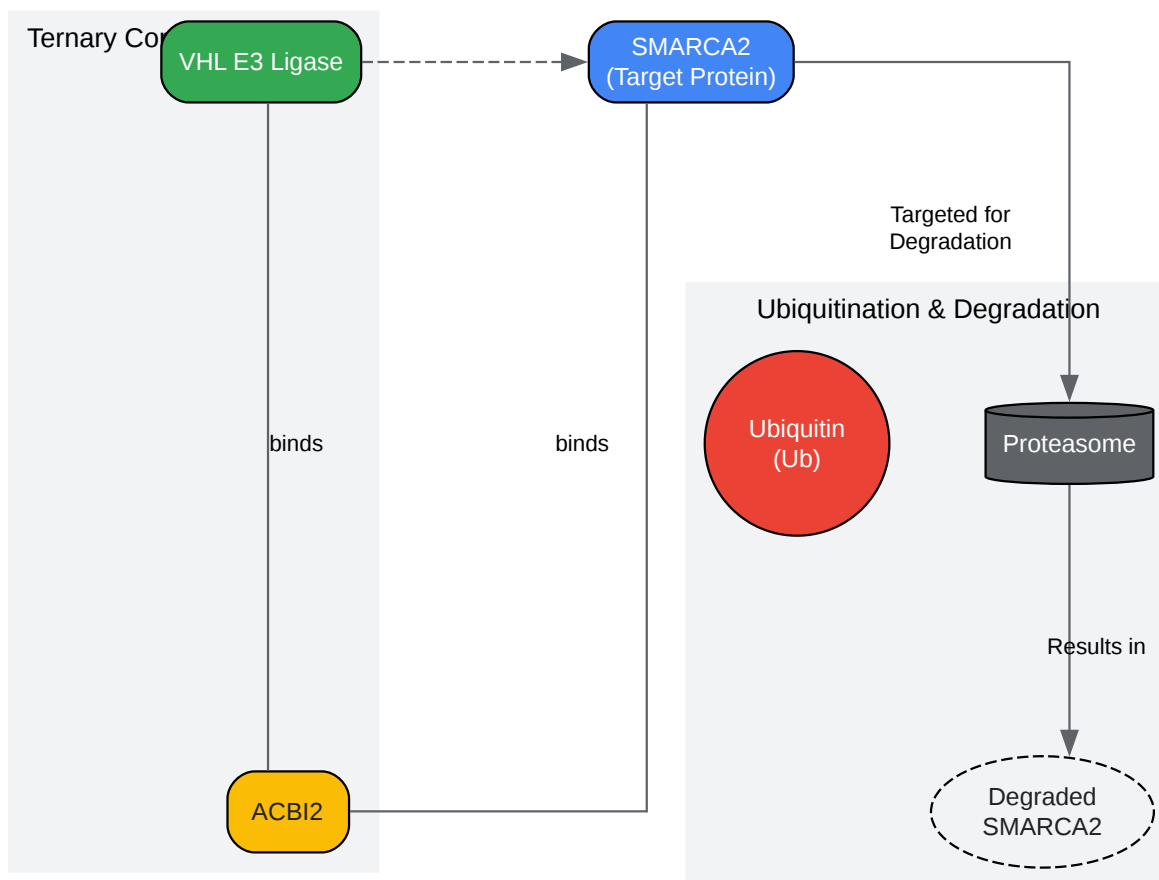 Ternary Co
VHL E3 Ligase
SMARCA2
(Target Protein)
Targeted for
Degradation
Ubiquitination & Degradation
Ubiquitin
(Ub)
Proteasome
binds
binds
Results in
ACBI2
Degraded
SMARCA2